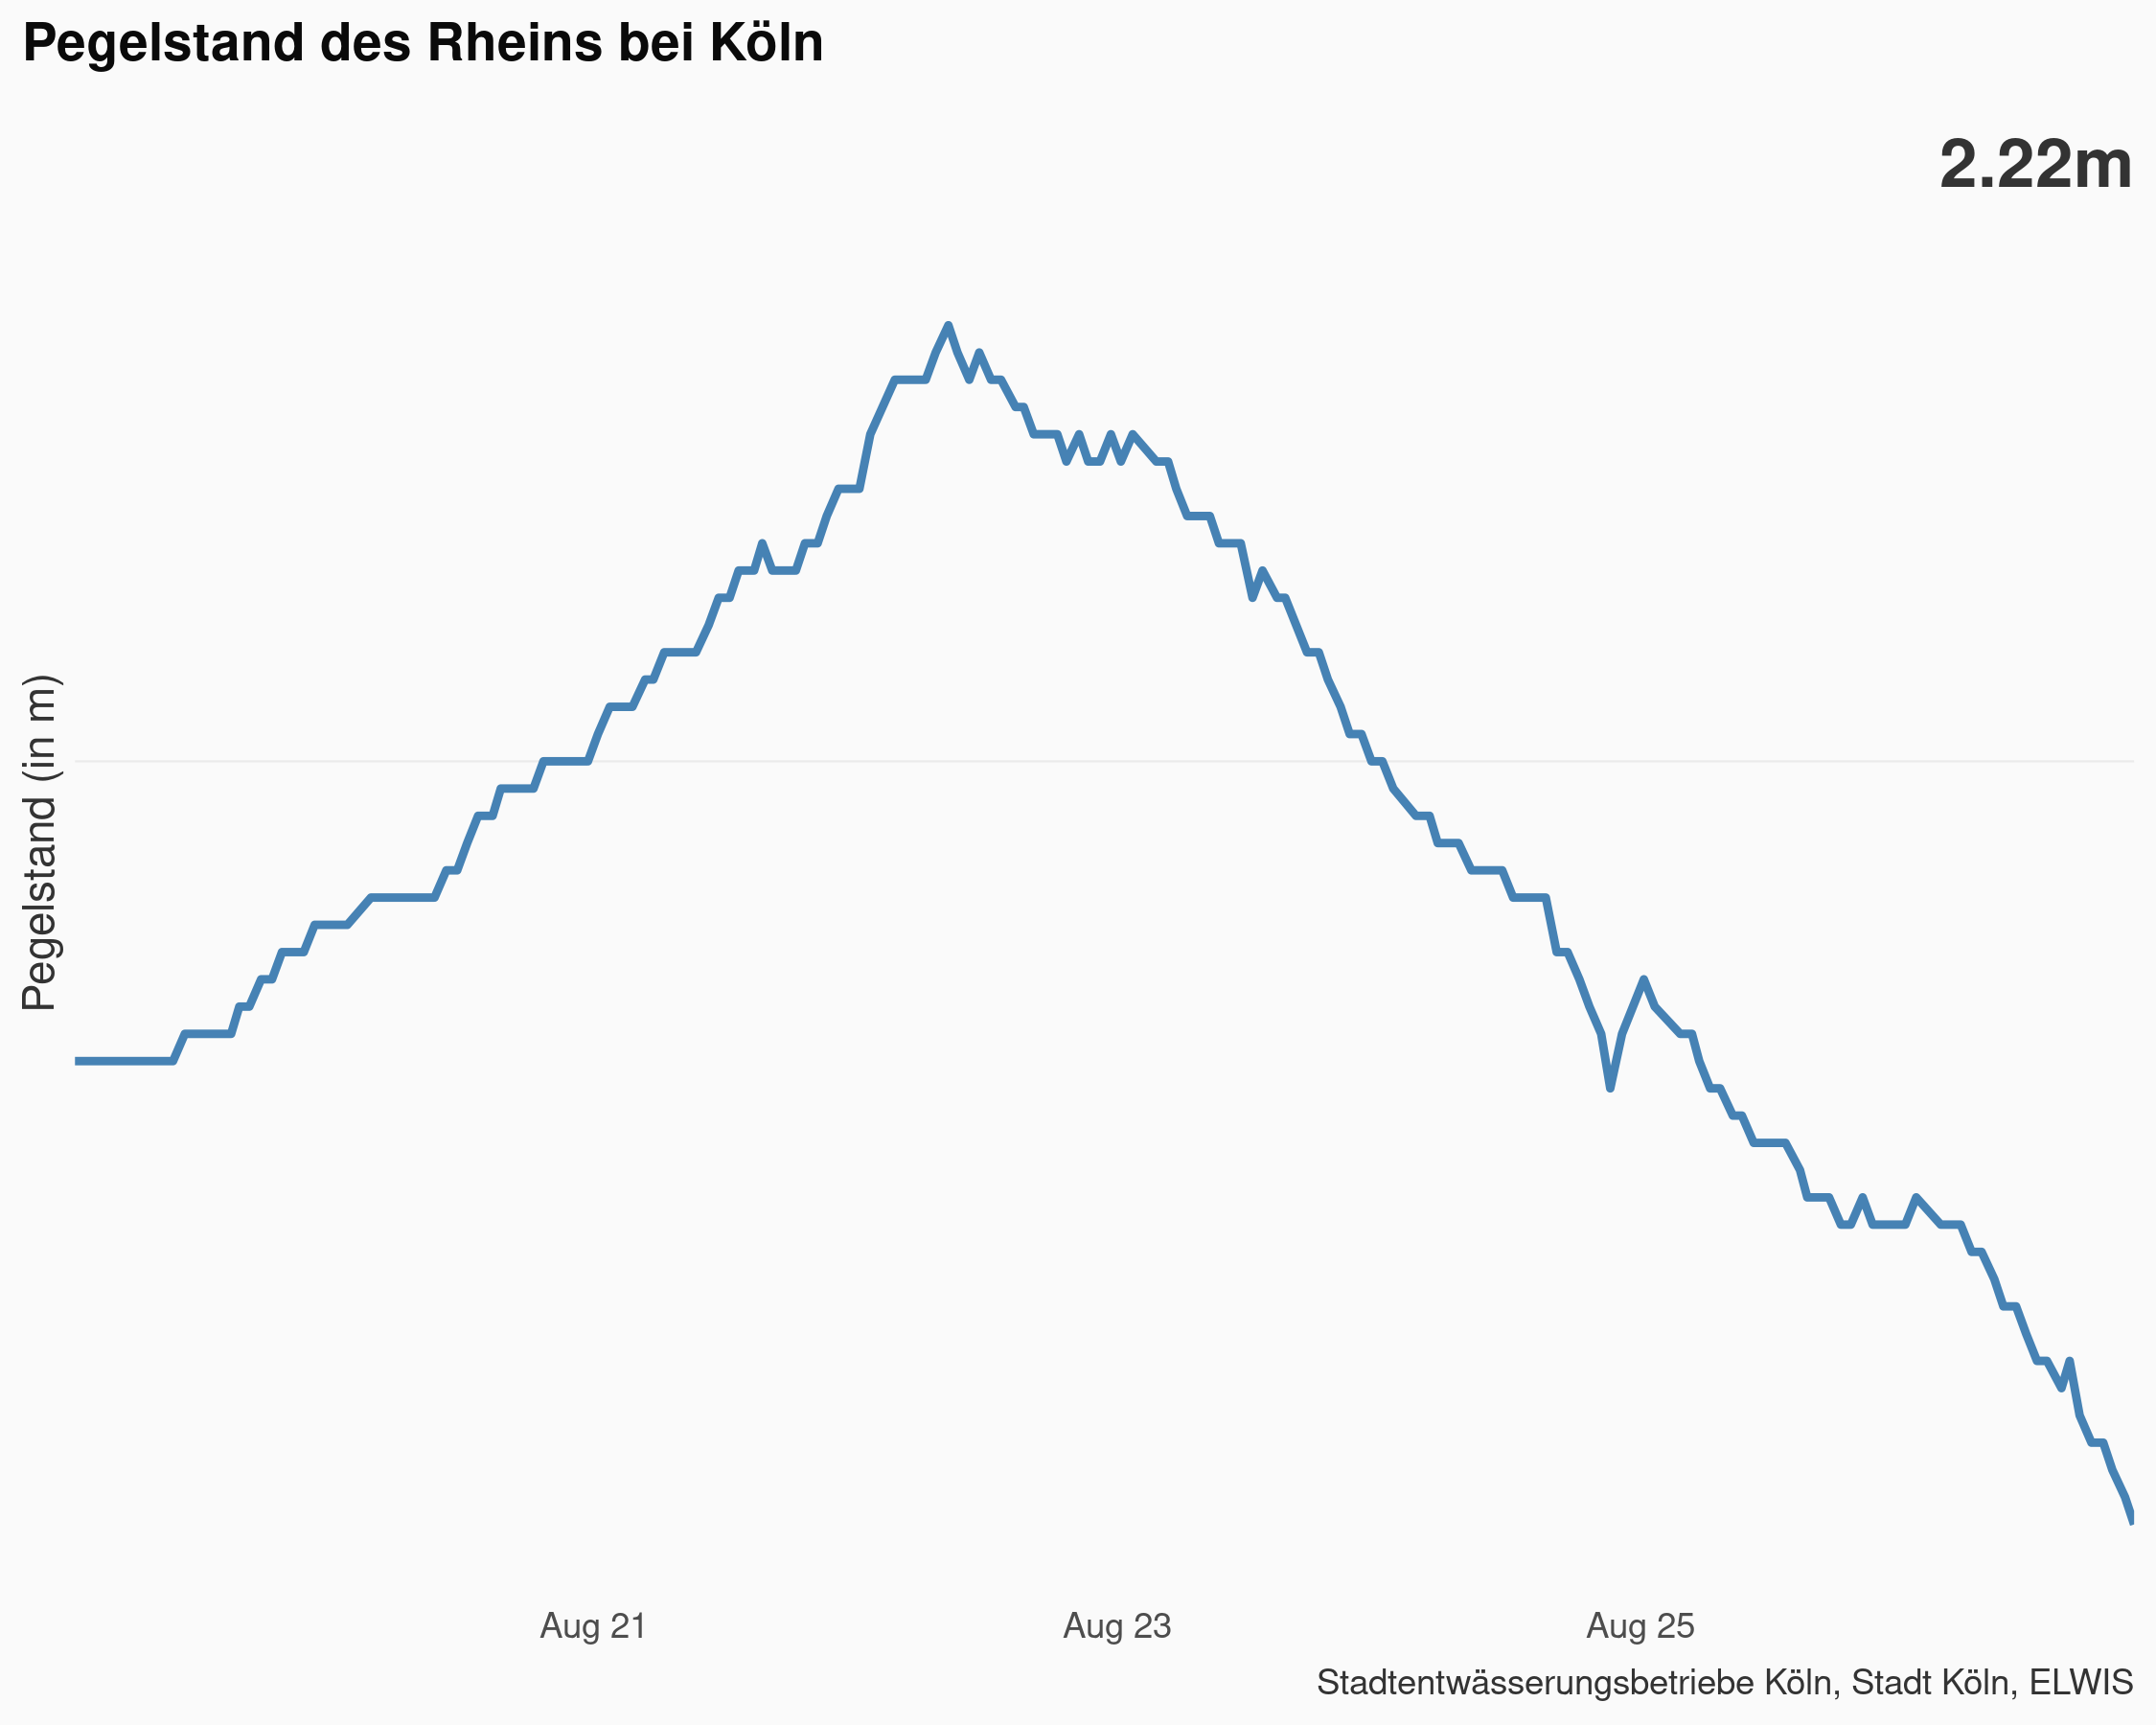 Pegelstand des Rheins bei Köln
2.22m
Pegelstand (in m)
Aug 21
Aug 23
Aug 25
Stadtentwässerungsbetriebe Köln, Stadt Köln, ELWIS